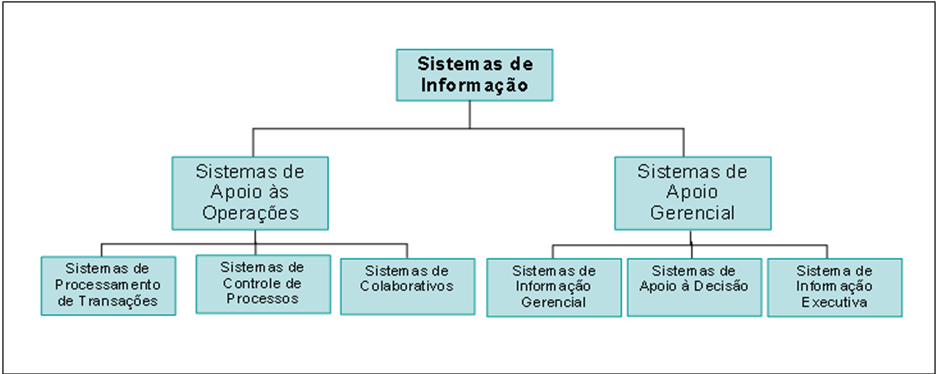 Sistemas de
Informação
Sistemas de
Apoio às
Operações
Sistemas de
Apoio
Gerencial
Sistemas de
Processamento
de Transações
Sistemas de
Controle de
Processos
Sistemas de
Colaborativos
Sistemas de
Informação
Gerencial
Sistemas de
Apoio à Decisão
Sistema de
Informação
Executiva